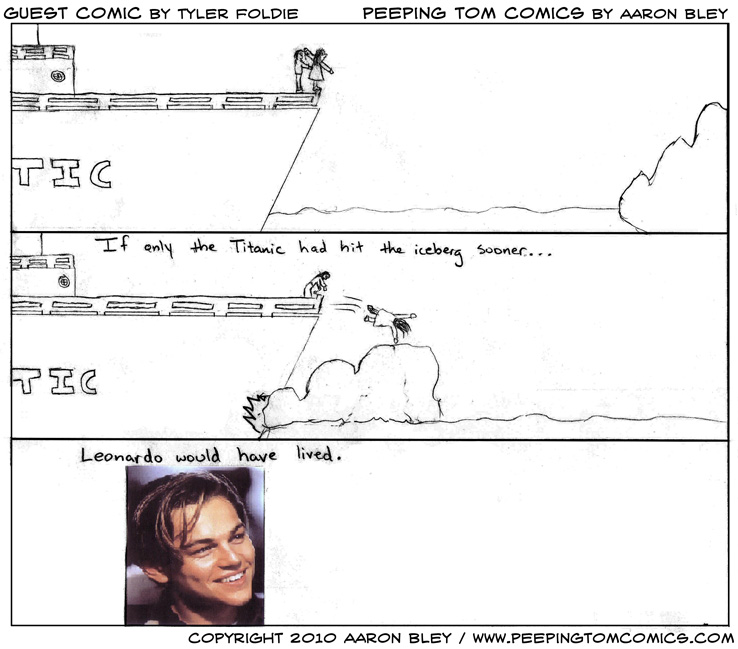 GUEST COMIC BY TYLER FOLDIE PEEPING TOM COMICS BY AARON BLEY
TIC
If only the Titanic had hit the iceberg sooner...
TIC
Leonardo would have lived.
COPYRIGHT 2010 AARON BLEY / WWW.PEEPINGTOMCOMICS.COM